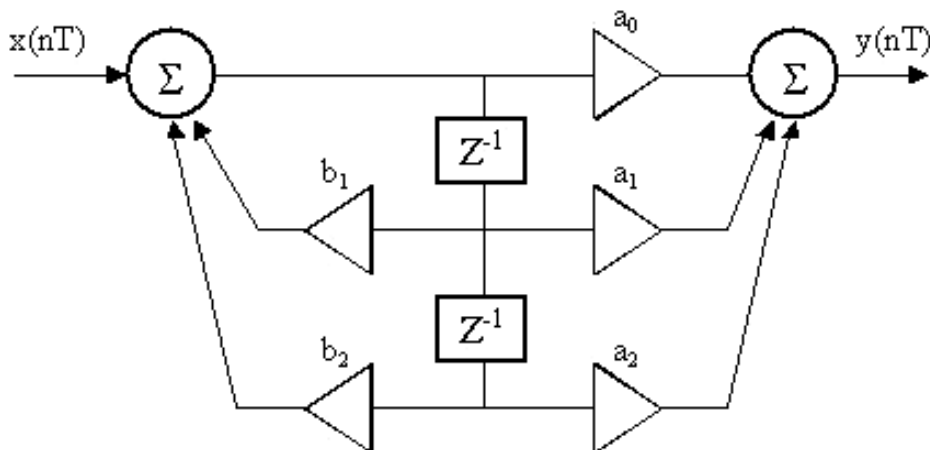 x(nT)
Σ
a₀
Σ
y(nT)
Z⁻¹
b₁
a₁
Z⁻¹
b₂
a₂